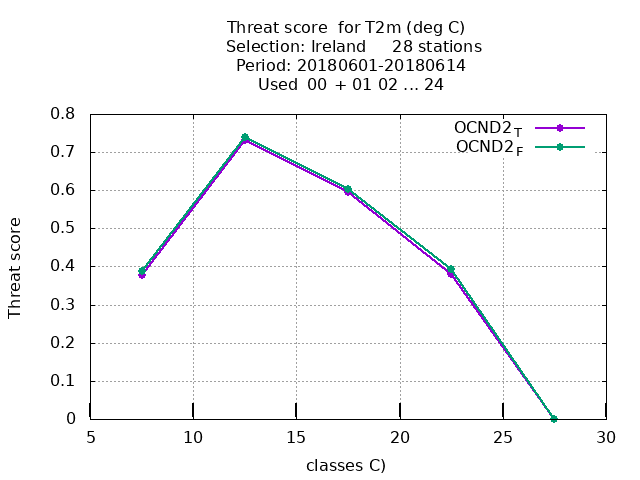 Threat score  for T2m (deg C)
Selection: Ireland     28 stations
Period: 20180601-20180614
Used  00 + 01 02 ... 24
Threat score
0.8
0.7
0.6
0.5
0.4
0.3
0.2
0.1
0
OCND2T
OCND2F
5 10 15 20 25 30
classes C)